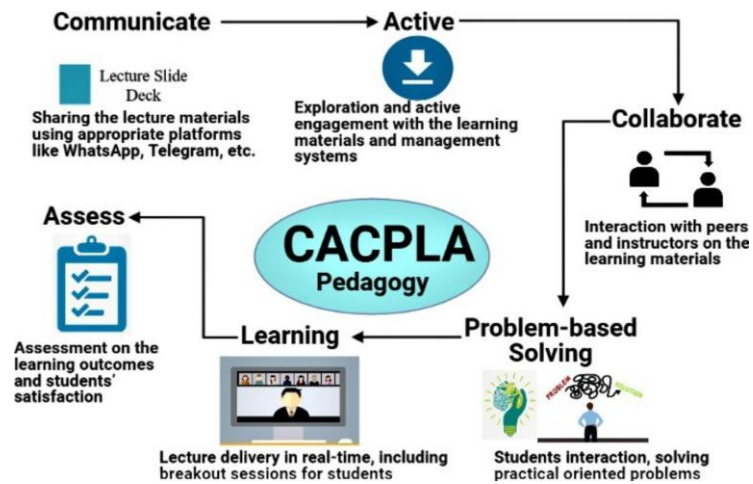 Communicate
Lecture Slide
Deck
Sharing the lecture materials
using appropriate platforms
like WhatsApp, Telegram, etc.
Active
Exploration and active
engagement with the learning
materials and management
systems
Collaborate
Interaction with peers
and instructors on the
learning materials
CACPLA
Pedagogy
Problem-based
Solving
PROBLEM
SOLUTION
Students interaction, solving
practical oriented problems
Learning
Lecture delivery in real-time, including
breakout sessions for students
Assess
Assessment on the
learning outcomes
and students’
satisfaction